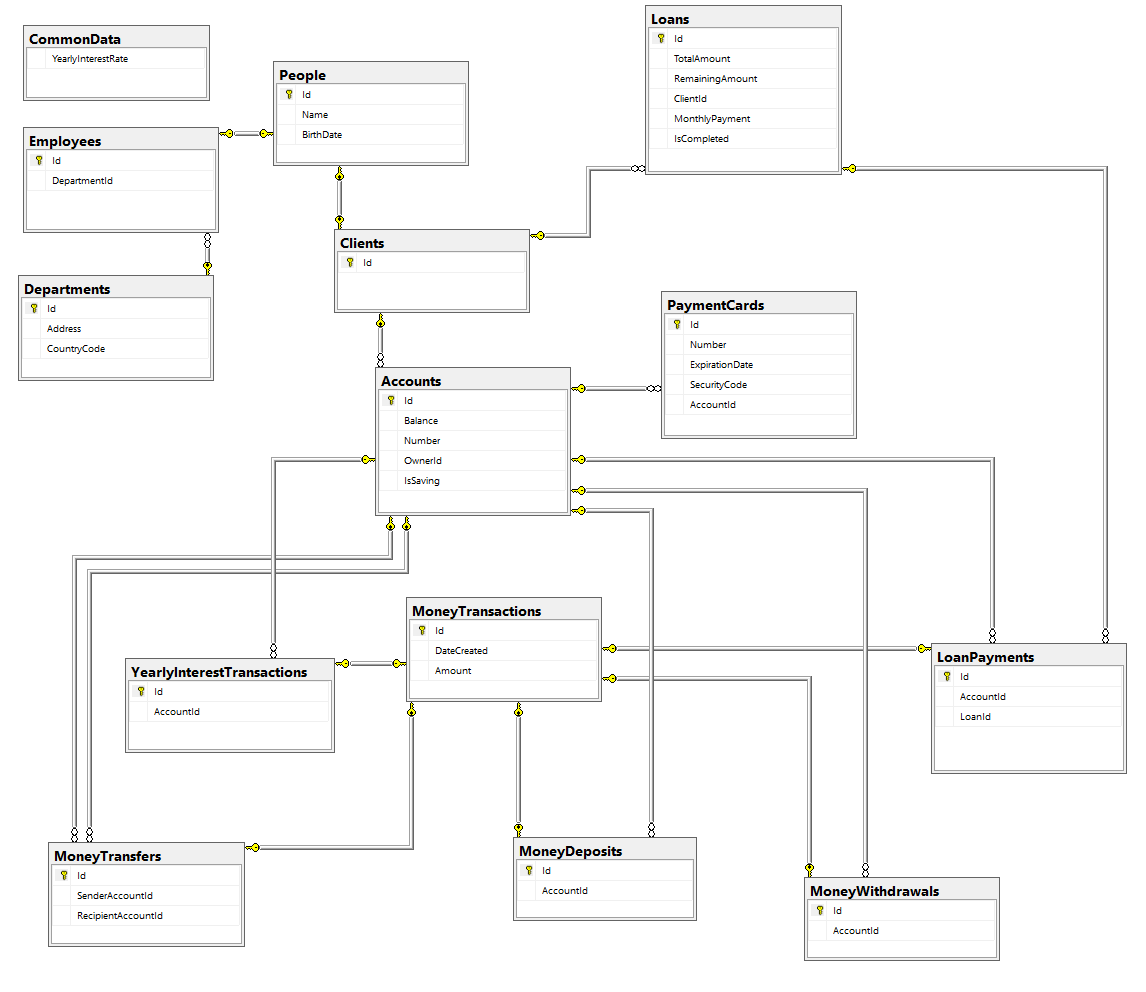 CommonData
YearlyInterestRate
People
Id
Name
BirthDate
Loans
Id
TotalAmount
RemainingAmount
ClientId
MonthlyPayment
IsCompleted
Employees
Id
DepartmentId
Clients
Id
Departments
Id
Address
CountryCode
PaymentCards
Id
Number
ExpirationDate
SecurityCode
AccountId
Accounts
Id
Balance
Number
OwnerId
IsSaving
MoneyTransactions
Id
DateCreated
Amount
YearlyInterestTransactions
Id
AccountId
LoanPayments
Id
AccountId
LoanId
MoneyTransfers
Id
SenderAccountId
RecipientAccountId
MoneyDeposits
Id
AccountId
MoneyWithdrawals
Id
AccountId